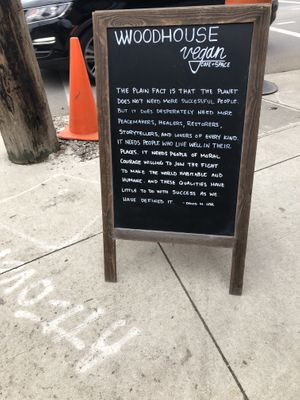 WOODHOUSE
vegan
CAFE + SPACE
THE PLAIN FACT IS THAT THE PLANET
DOES NOT NEED MORE SUCCESSFUL PEOPLE.
BUT IT DOES DESPERATELY NEED MORE
PEACEMAKERS, HEALERS, RESTORERS,
STORYTELLERS, AND LOVERS OF EVERY KIND.
IT NEEDS PEOPLE WHO LIVE WELL IN THEIR
PLACES. IT NEEDS PEOPLE OF MORAL
COURAGE WILLING TO JOIN THE FIGHT
TO MAKE THE WORLD HABITABLE AND
HUMANE. AND THESE QUALITIES HAVE
LITTLE TO DO WITH SUCCESS AS WE
HAVE DEFINED IT. - DAVID W. ORR